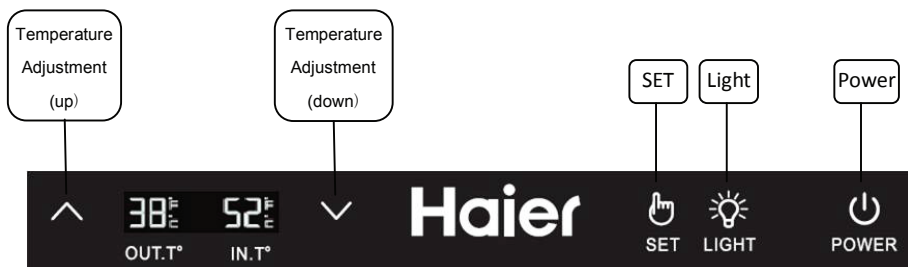 Temperature
Adjustment
(up)
Temperature
Adjustment
(down)
SET
Light
Power
38°F°C
52°F°C
Haier
OUT.T°
IN.T°
SET
LIGHT
POWER